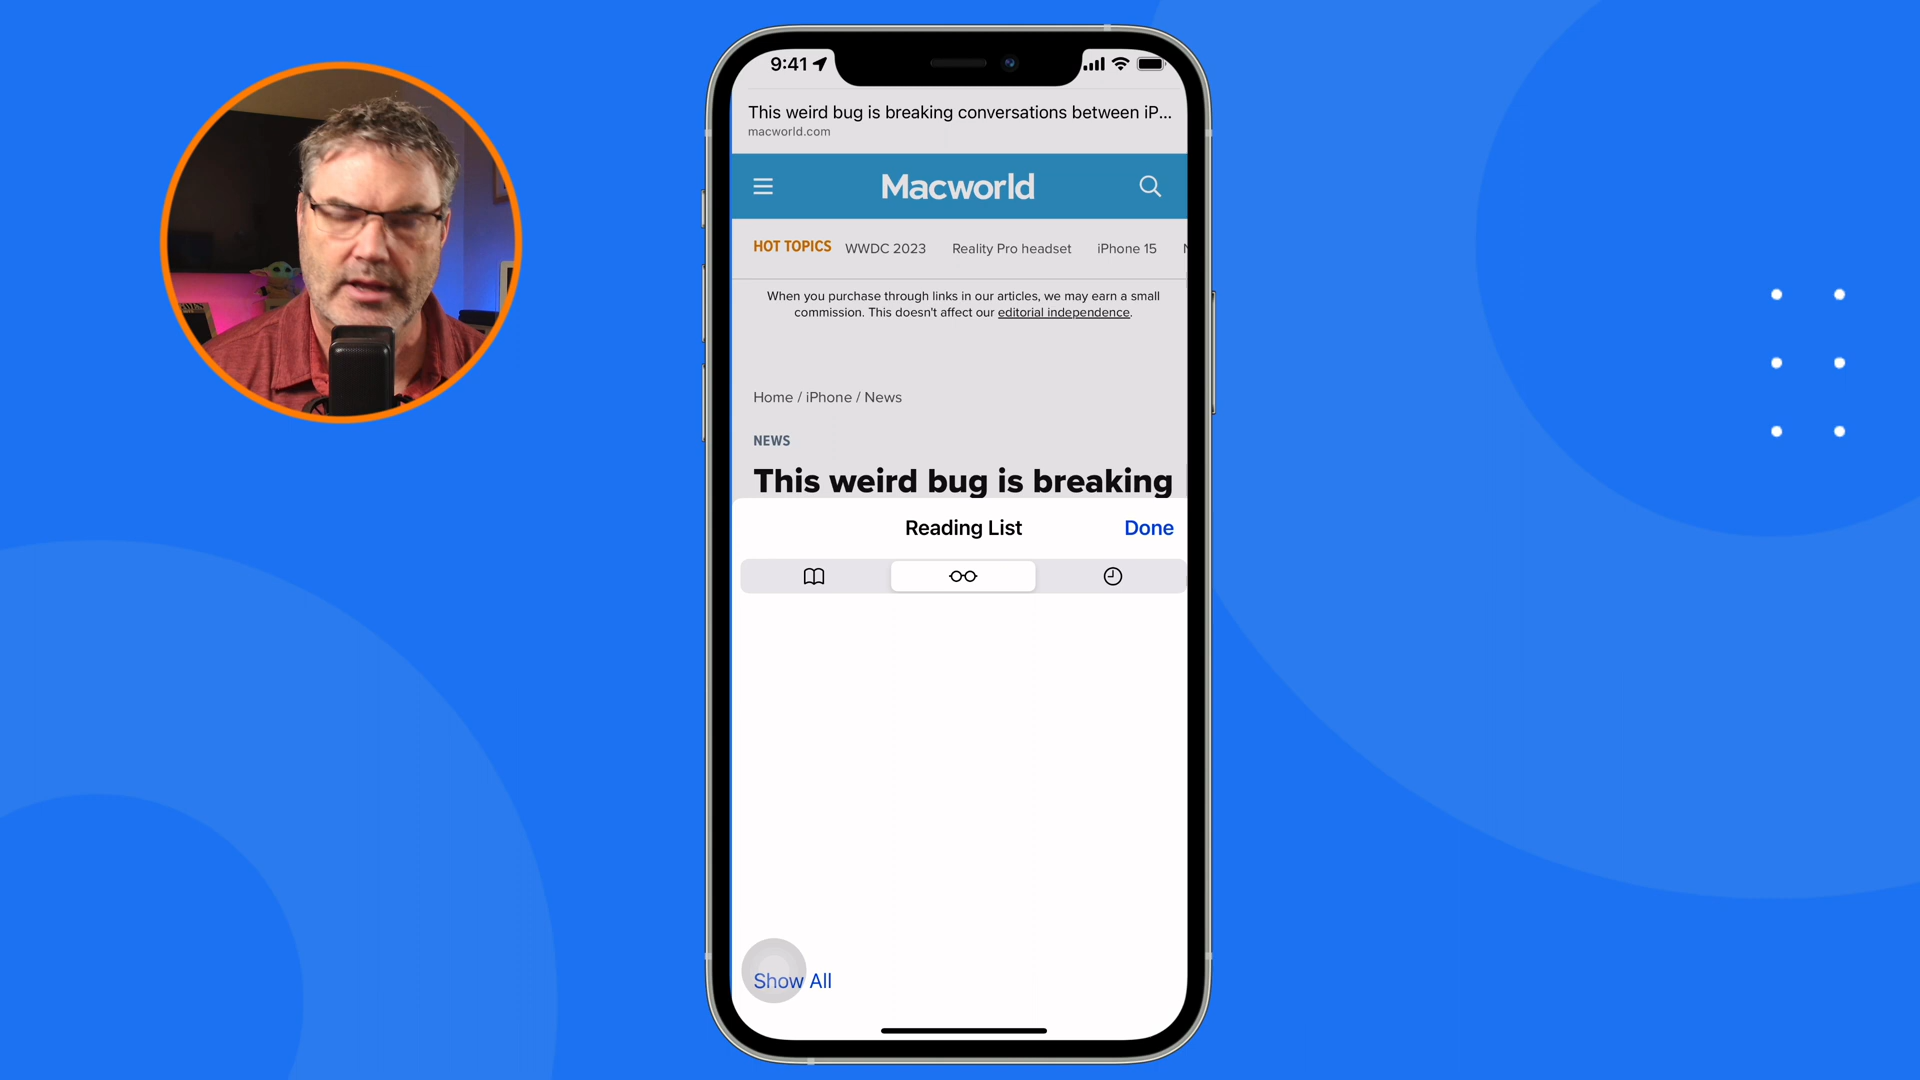 9:41
This weird bug is breaking conversations between iP...
macworld.com
Macworld
HOT TOPICS WWDC 2023 Reality Pro headset iPhone 15
When you purchase through links in our articles, we may earn a small
commission. This doesn't affect our editorial independence.
Home / iPhone / News
NEWS
This weird bug is breaking
Reading List Done
Show All